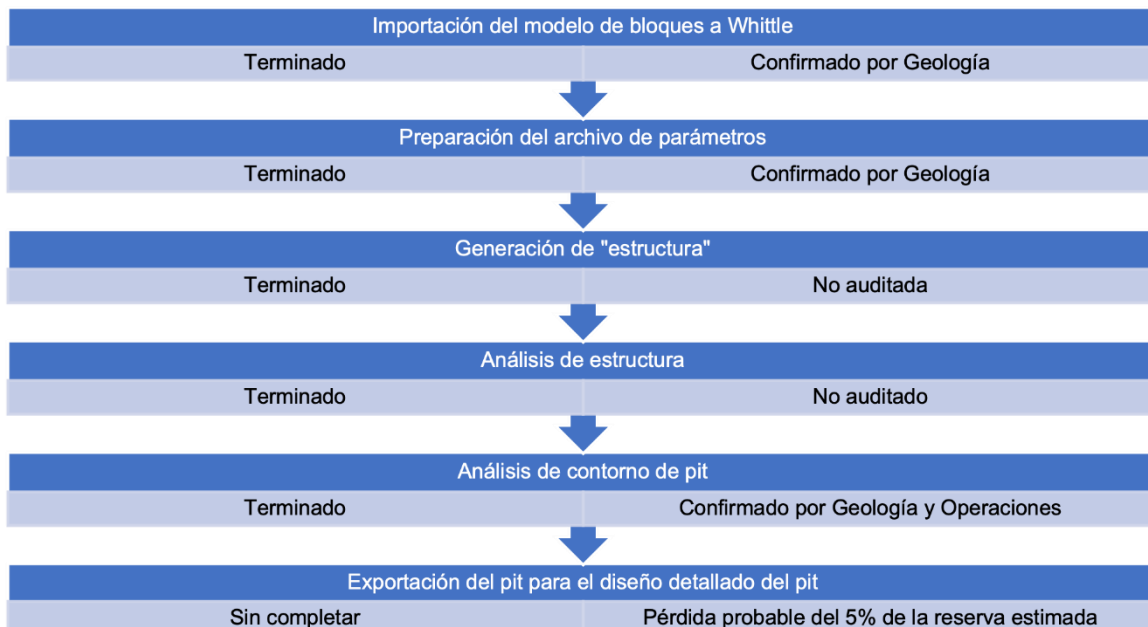 Importación del modelo de bloques a Whittle
Terminado
Confirmado por Geología
Preparación del archivo de parámetros
Terminado
Confirmado por Geología
Generación de "estructura"
Terminado
No auditada
Análisis de estructura
Terminado
No auditado
Análisis de contorno de pit
Terminado
Confirmado por Geología y Operaciones
Exportación del pit para el diseño detallado del pit
Sin completar
Pérdida probable del 5% de la reserva estimada